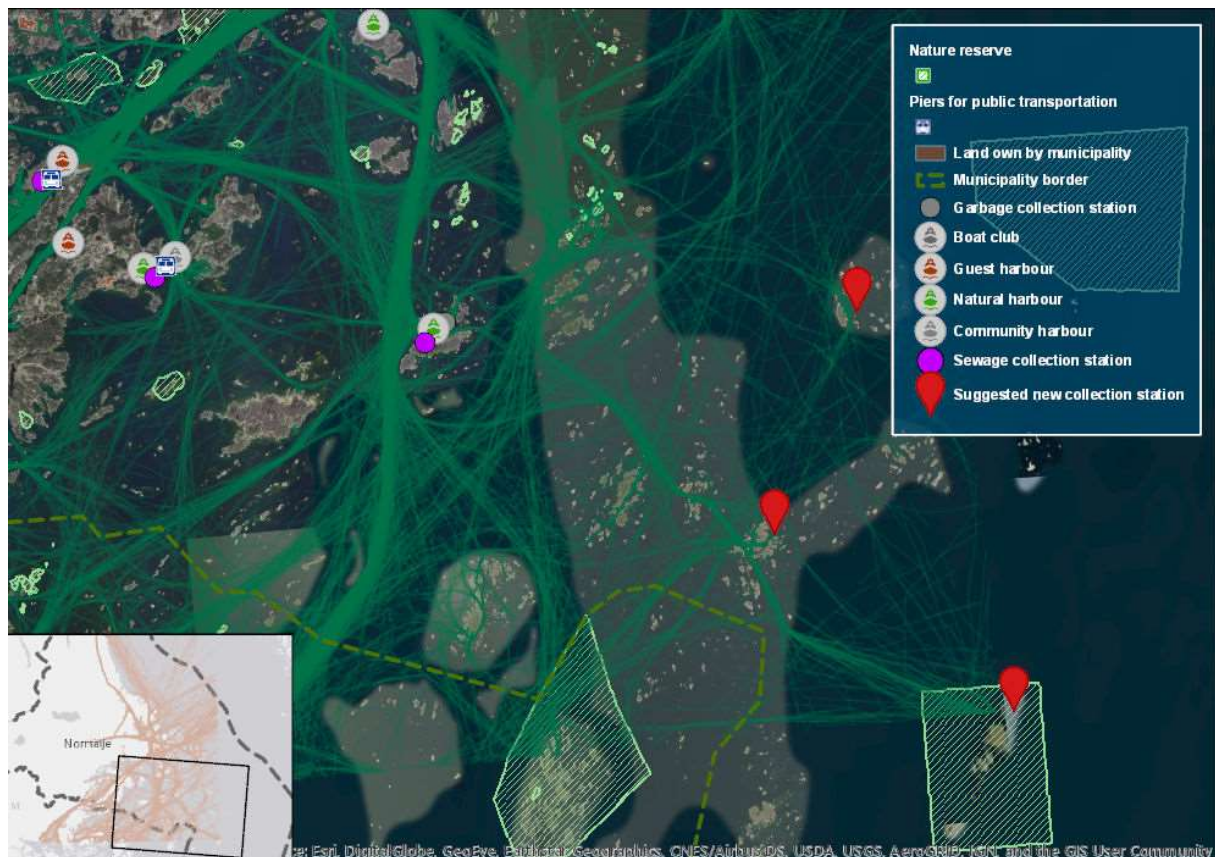 Nature reserve
Piers for public transportation
Land own by municipality
Municipality border
Garbage collection station
Boat club
Guest harbour
Natural harbour
Community harbour
Sewage collection station
Suggested new collection station
Esri, DigitalGlobe, GeoEye, Earthstar Geographics, CNES/Airbus DS, USDA, USGS, AeroGRID, IGN, and the GIS User Community